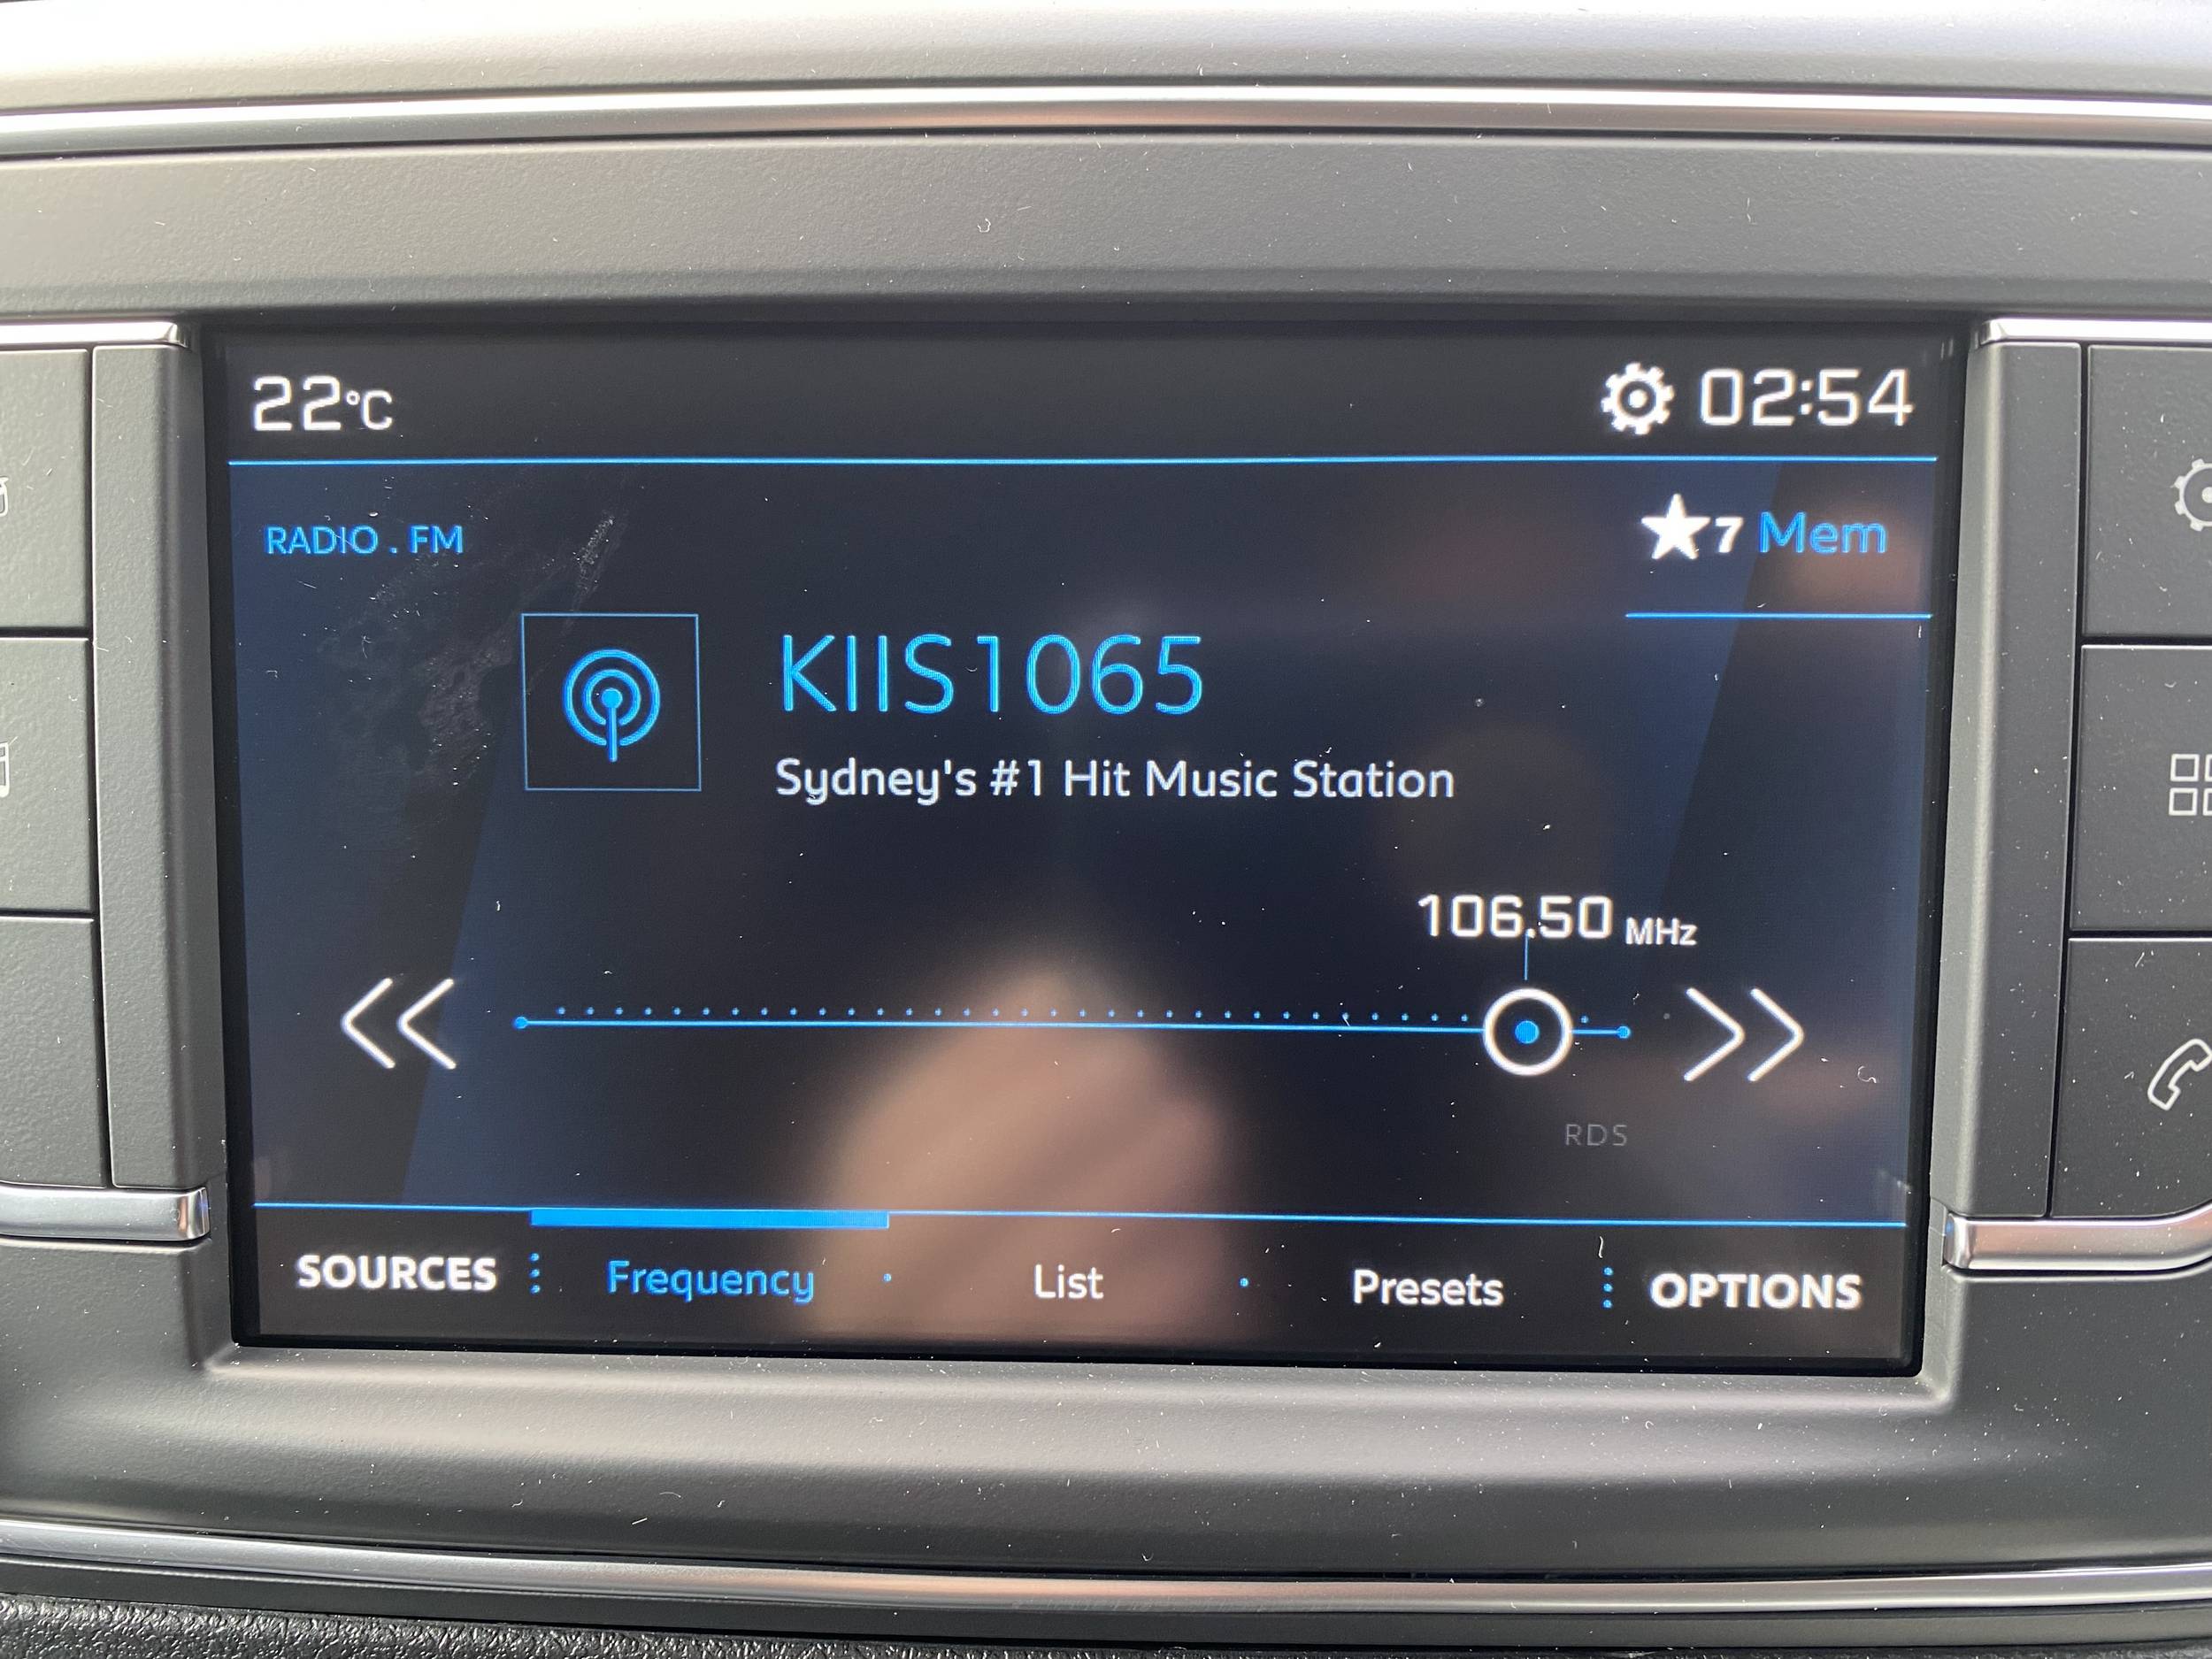 22°C 02:54
RADIO . FM ★7 Mem
KIIS1065
Sydney's #1 Hit Music Station
106.50 MHz
RDS
SOURCES Frequency List Presets OPTIONS